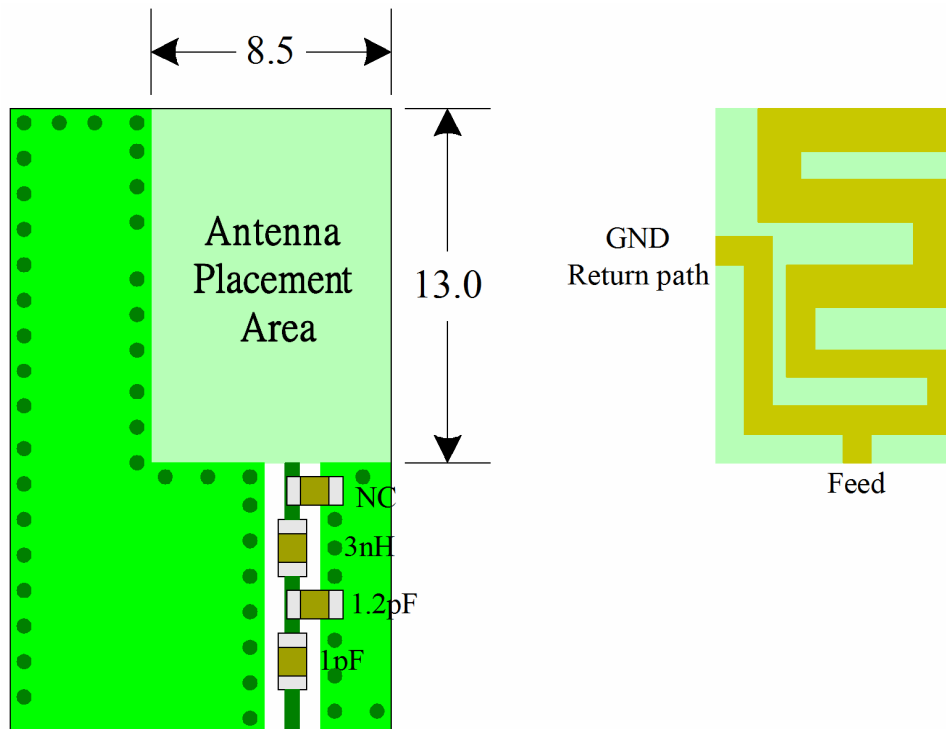 8.5
Antenna
Placement
Area
13.0
GND
Return path
Feed
NC
3nH
1.2pF
1pF